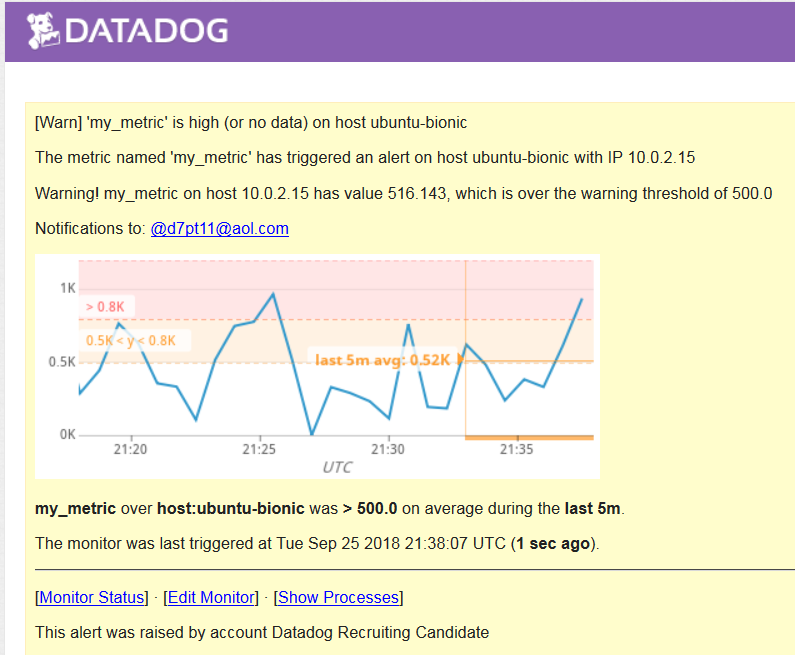 DATADOG
[Warn] 'my_metric' is high (or no data) on host ubuntu-bionic
The metric named 'my_metric' has triggered an alert on host ubuntu-bionic with IP 10.0.2.15
Warning! my_metric on host 10.0.2.15 has value 516.143, which is over the warning threshold of 500.0
Notifications to: @d7pt11@aol.com
1K
> 0.8K
0.5K < y < 0.8K
0.5K
last 5m avg: 0.52K
0K
21:20 21:25 21:30 21:35
UTC
my_metric over host:ubuntu-bionic was > 500.0 on average during the last 5m.
The monitor was last triggered at Tue Sep 25 2018 21:38:07 UTC (1 sec ago).
[Monitor Status] · [Edit Monitor] · [Show Processes]
This alert was raised by account Datadog Recruiting Candidate